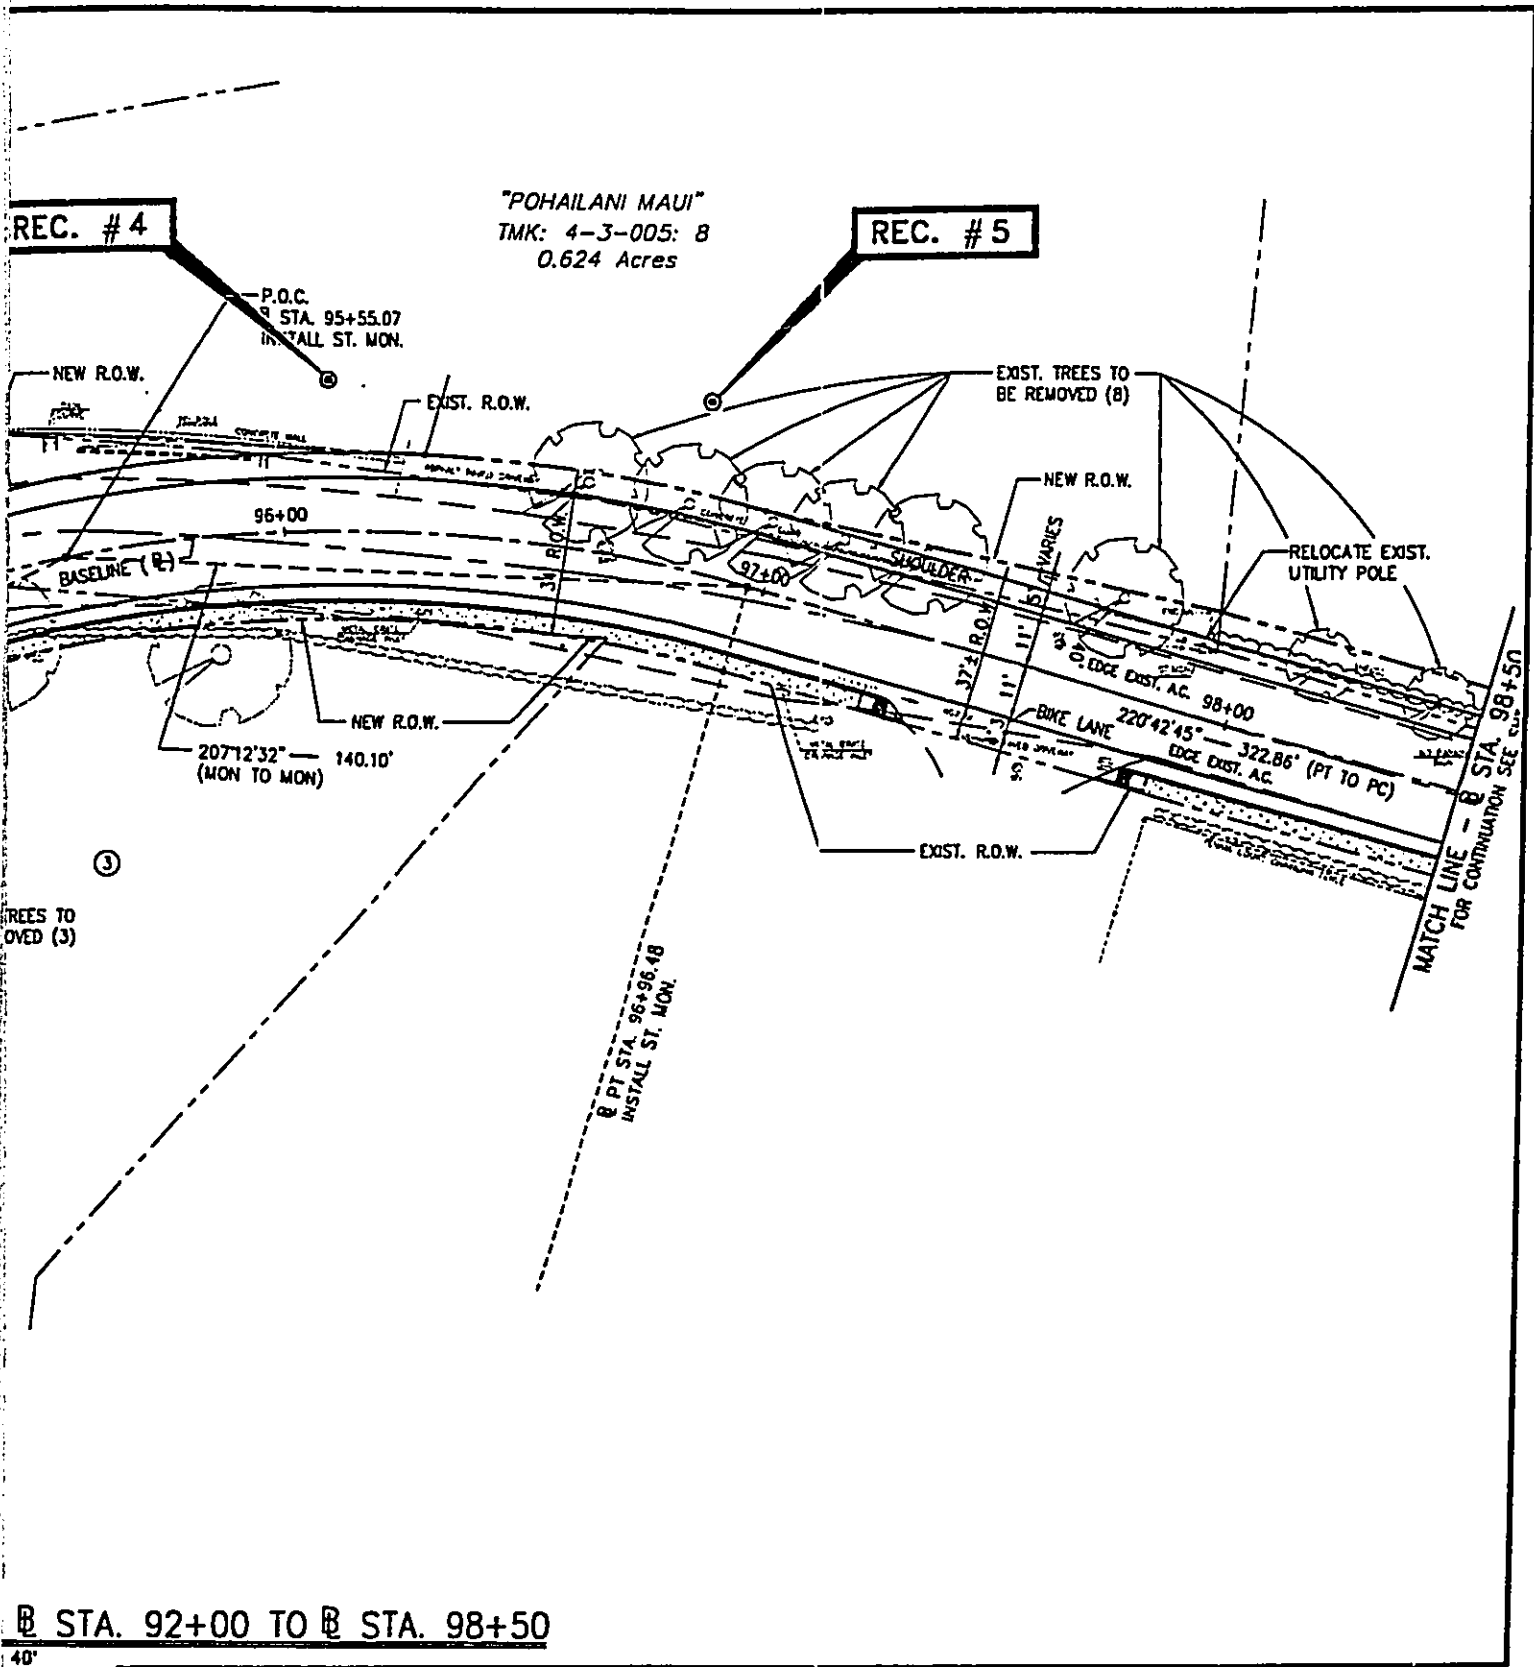 "POHAILANI MAUI"
TMK: 4-3-005: 8
0.624 Acres
REC. #4
REC. #5
P.O.C.
STA. 95+55.07
INSTALL ST. MON.
NEW R.O.W.
EXIST. R.O.W.
EXIST. TREES TO
BE REMOVED (8)
CONCRETE WALL
NEW R.O.W.
96+00
BASELINE (℄)
34' R.O.W.
97+00
SHOULDER
VARIES
5'
11'
11'
37'± R.O.W.
RELOCATE EXIST.
UTILITY POLE
EDGE EXIST. A.C.
98+00
BIKE LANE
220°42'45" — 322.86' (PT TO PC)
EDGE EXIST. A.C.
NEW R.O.W.
207°12'32" — 140.10'
(MON TO MON)
EXIST. R.O.W.
3
TREES TO
OVED (3)
PT STA. 96+96.48
INSTALL ST. MON.
MATCH LINE - STA. 98+50
FOR CONTINUATION SEE
STA. 92+00 TO STA. 98+50
40'